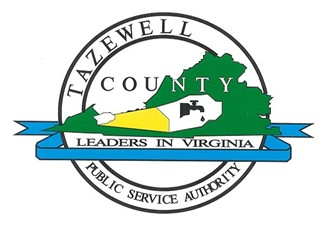 TAZEWELL
COUNTY
LEADERS IN VIRGINIA
PUBLIC SERVICE AUTHORITY